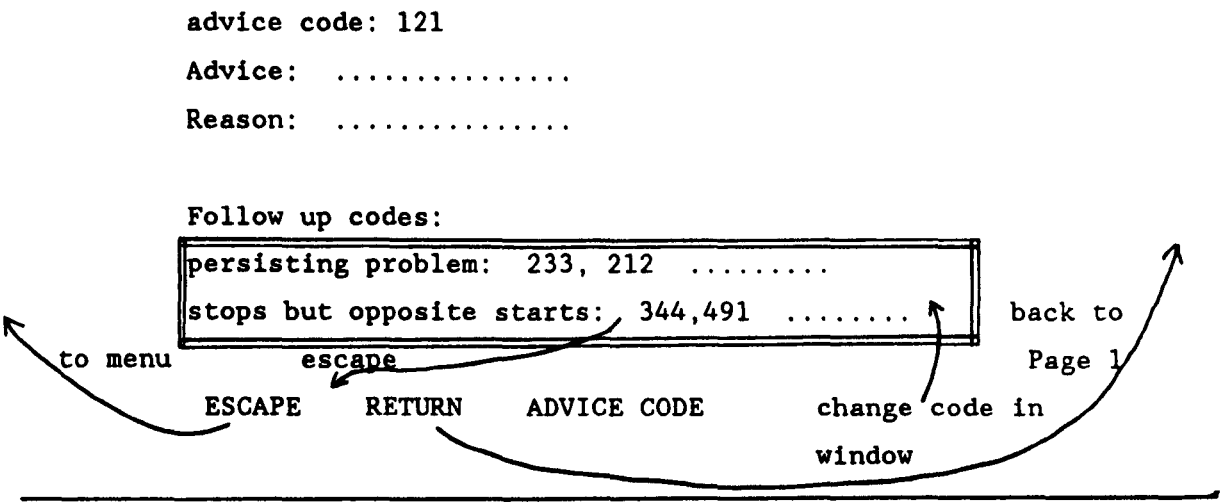 advice code: 121
Advice: ...............
Reason: ...............
Follow up codes:
persisting problem: 233, 212 .........
stops but opposite starts: 344,491 ........ back to
to menu escape Page 1
ESCAPE RETURN ADVICE CODE change code in
window